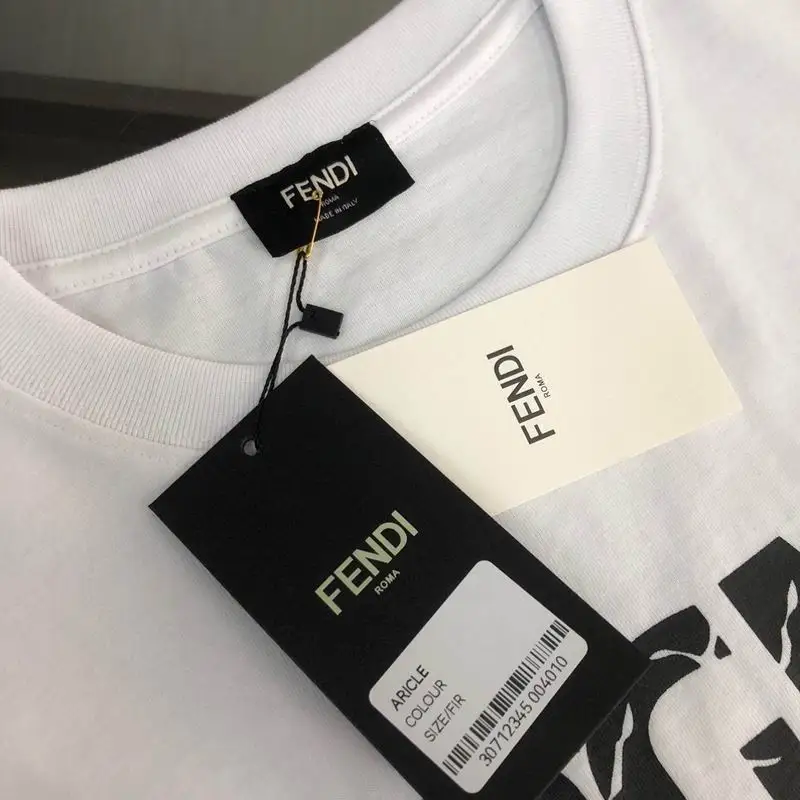 FENDI
ROMA
MADE IN ITALY
FENDI
ROMA
FENDI
ROMA
ARICLE
COLOUR
SIZE/FIR
30712345 004010